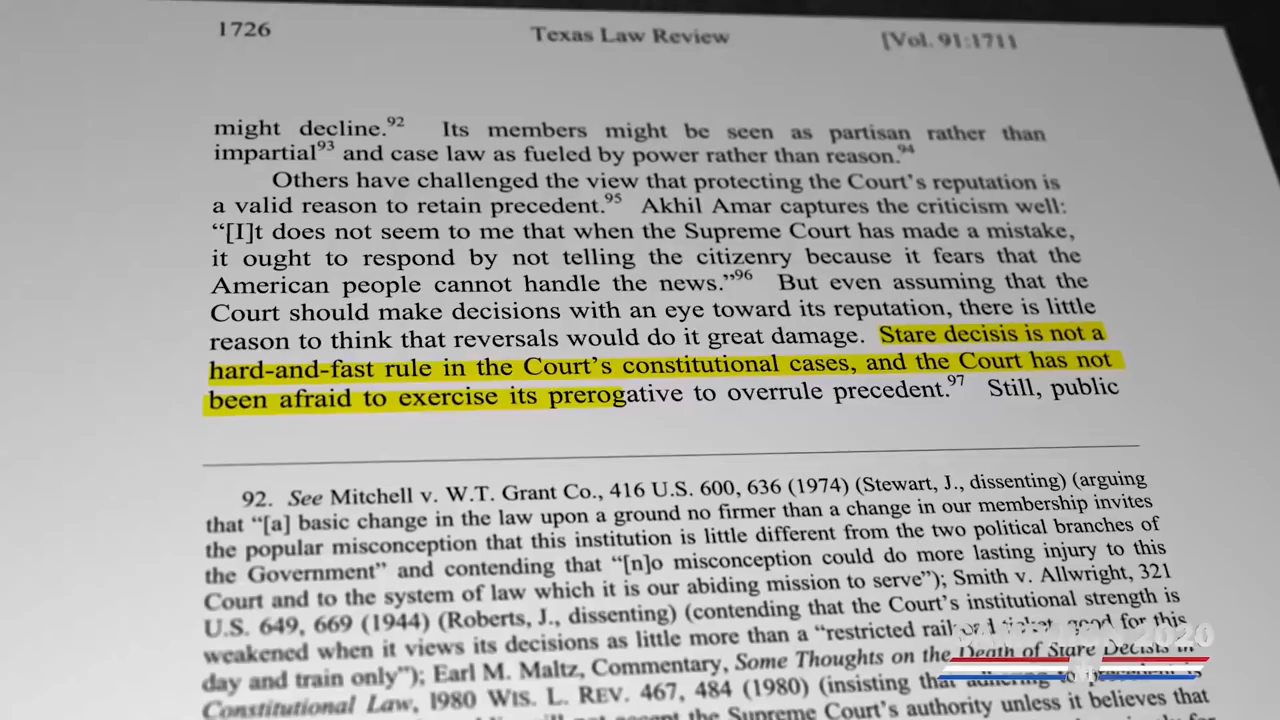 1726 Texas Law Review [Vol. 91:1711
might decline.92 Its members might be seen as partisan rather than
impartial93 and case law as fueled by power rather than reason.94
Others have challenged the view that protecting the Court's reputation is
a valid reason to retain precedent.95 Akhil Amar captures the criticism well:
“[I]t does not seem to me that when the Supreme Court has made a mistake,
it ought to respond by not telling the citizenry because it fears that the
American people cannot handle the news.”96 But even assuming that the
Court should make decisions with an eye toward its reputation, there is little
reason to think that reversals would do it great damage. Stare decisis is not a
hard-and-fast rule in the Court's constitutional cases, and the Court has not
been afraid to exercise its prerogative to overrule precedent.97 Still, public
92. See Mitchell v. W.T. Grant Co., 416 U.S. 600, 636 (1974) (Stewart, J., dissenting) (arguing
that “[a] basic change in the law upon a ground no firmer than a change in our membership invites
the popular misconception that this institution is little different from the two political branches of
the Government” and contending that “[n]o misconception could do more lasting injury to this
Court and to the system of law which it is our abiding mission to serve”); Smith v. Allwright, 321
U.S. 649, 669 (1944) (Roberts, J., dissenting) (contending that the Court's institutional strength is
weakened when it views its decisions as little more than a “restricted railroad ticket, good for this
day and train only”); Earl M. Maltz, Commentary, Some Thoughts on the Death of Stare Decisis in
Constitutional Law, 1980 WIS. L. REV. 467, 484 (1980) (insisting that adhering to precedent is
the Supreme Court's authority unless it believes that
2020